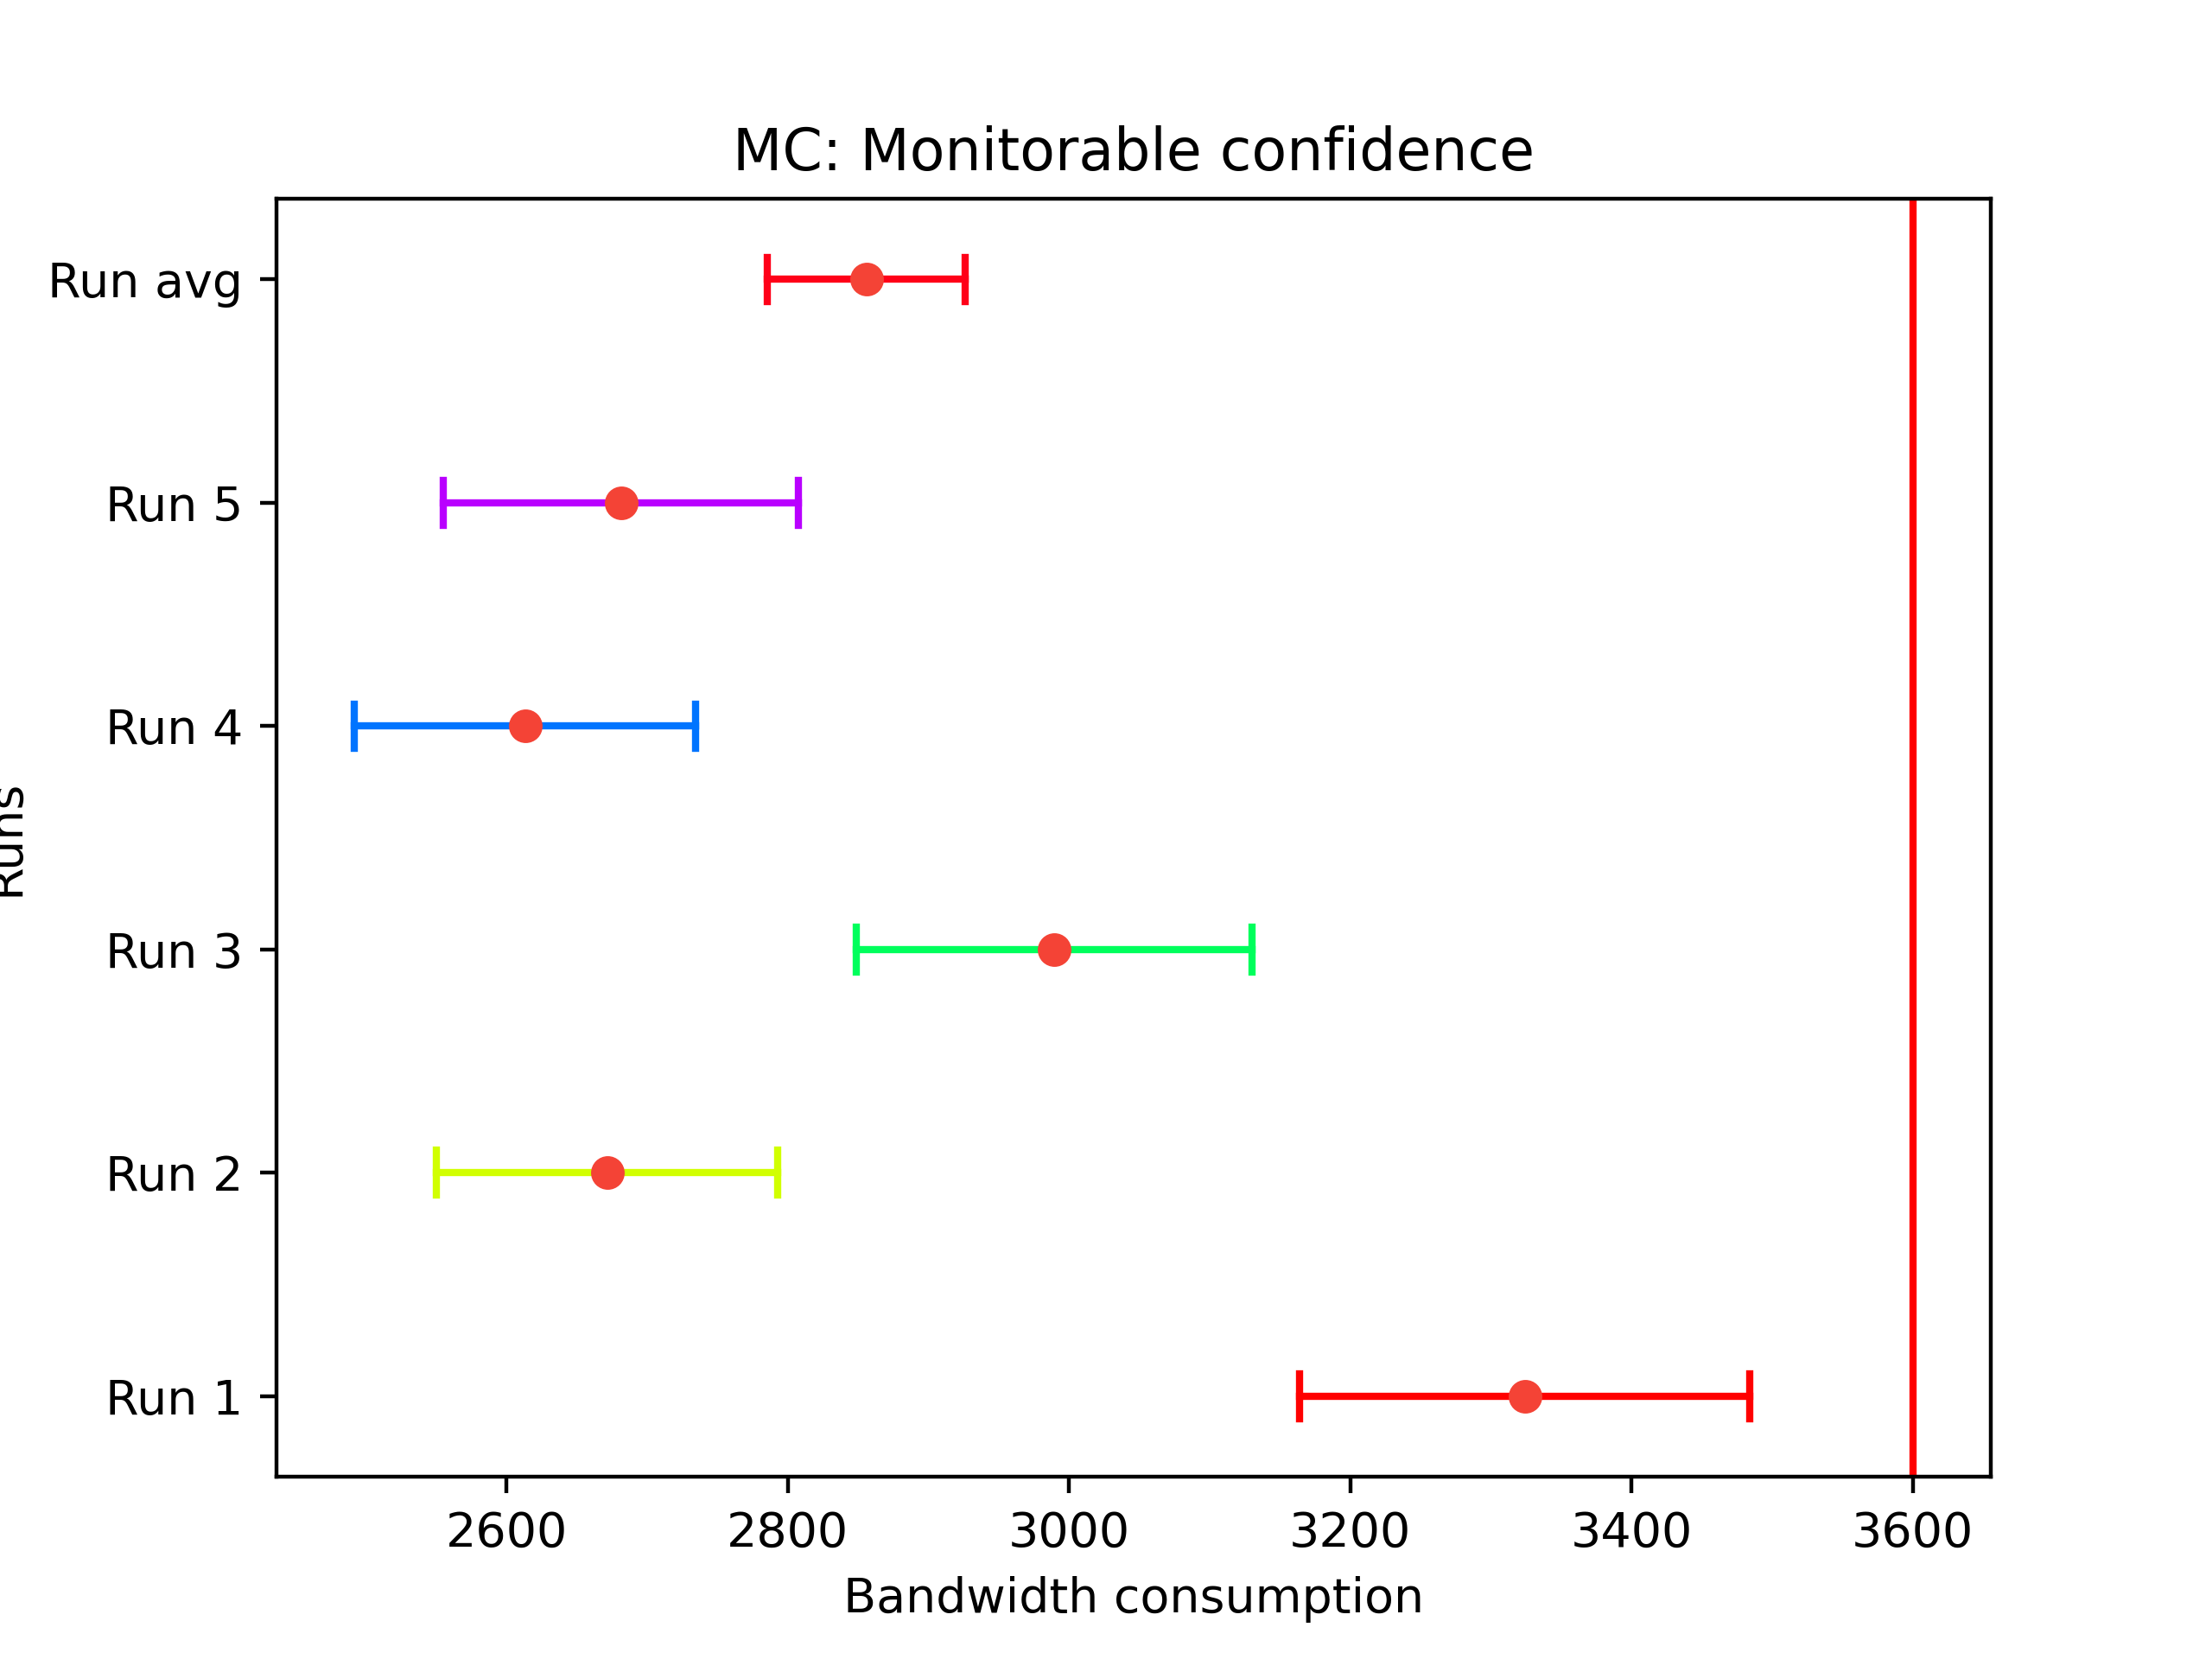 MC: Monitorable confidence
Run avg
Run 5
Run 4
Run 3
Run 2
Run 1
Runs
2600 2800 3000 3200 3400 3600
Bandwidth consumption